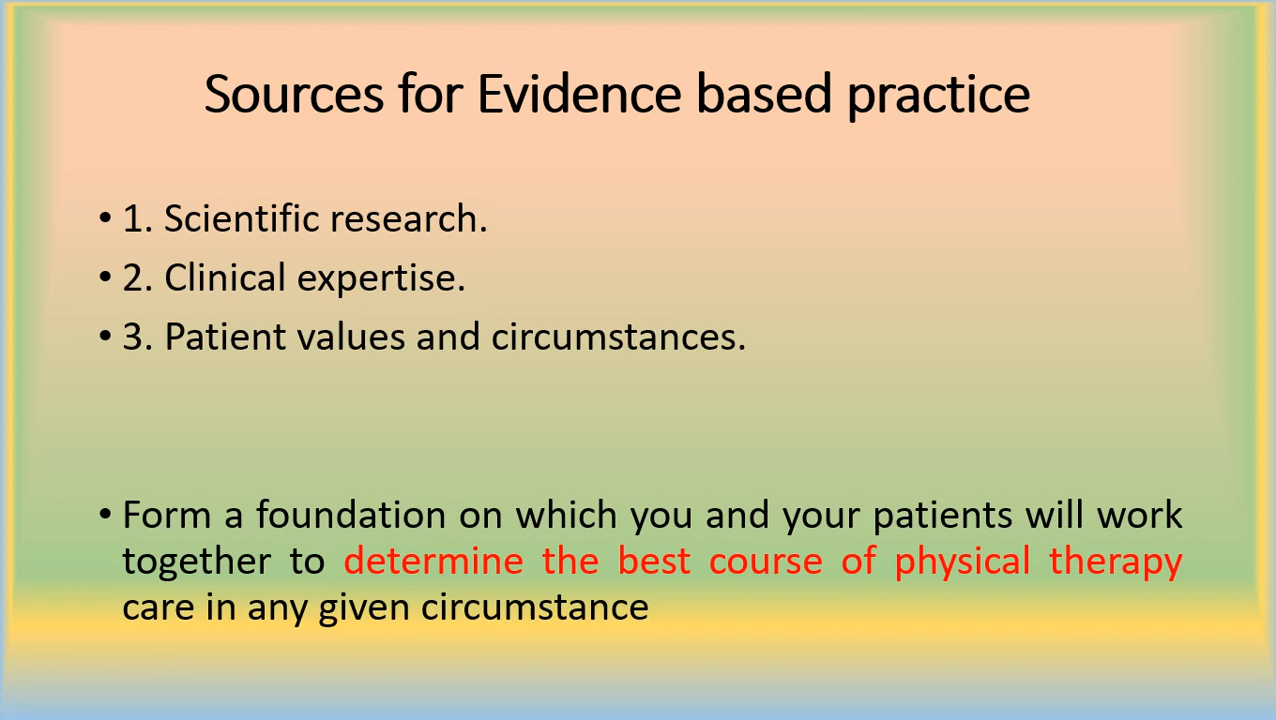 Sources for Evidence based practice
• 1. Scientific research.
• 2. Clinical expertise.
• 3. Patient values and circumstances.
• Form a foundation on which you and your patients will work
together to determine the best course of physical therapy
care in any given circumstance